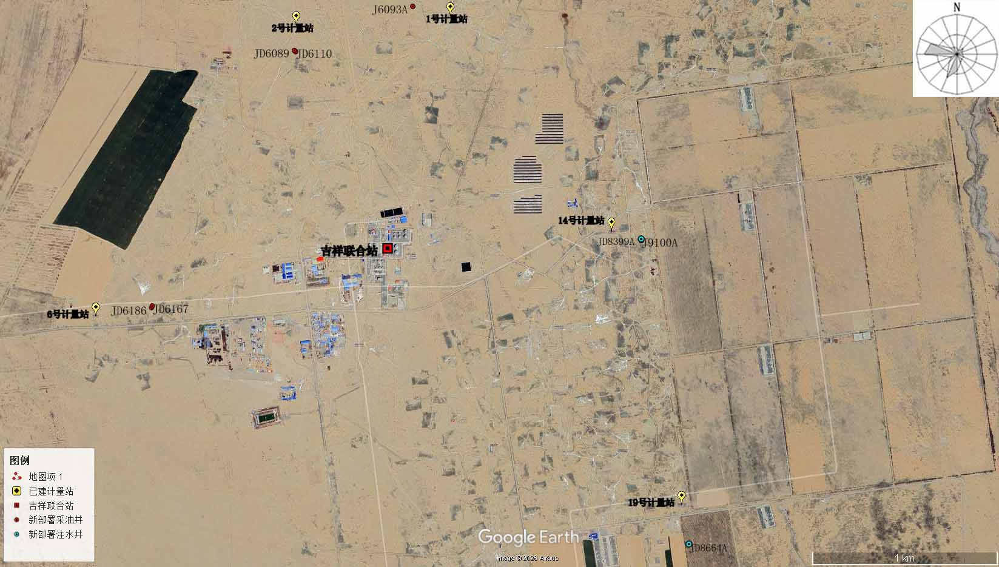 J6093A
1号计量站
N
2号计量站
JD6089
JD6110
14号计量站
JD8399A
J9100A
吉祥联合站
6号计量站
JD6186
JD6167
图例
地图项 1
已建计量站
吉祥联合站
新部署采油井
新部署注水井
19号计量站
Google Earth
JD8664A
Image © 2026 Airbus
1 km